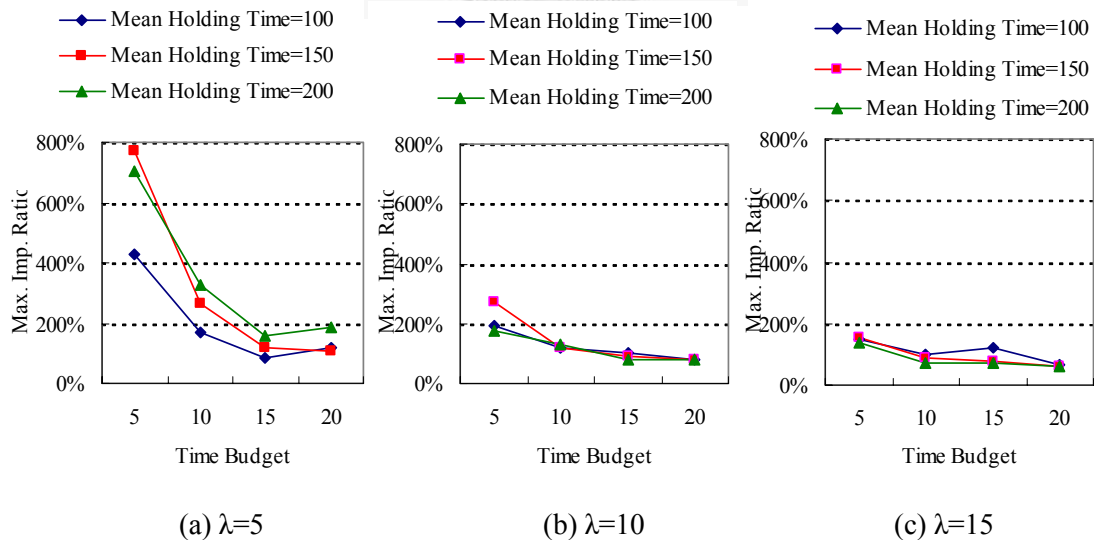 Mean Holding Time=100
Mean Holding Time=150
Mean Holding Time=200
Max. Imp. Ratio
800%
600%
400%
200%
0%
5 10 15 20
Time Budget
(a) λ=5
Mean Holding Time=100
Mean Holding Time=150
Mean Holding Time=200
Max. Imp. Ratio
800%
600%
400%
200%
0%
5 10 15 20
Time Budget
(b) λ=10
Mean Holding Time=100
Mean Holding Time=150
Mean Holding Time=200
Max. Imp. Ratio
800%
600%
400%
200%
0%
5 10 15 20
Time Budget
(c) λ=15